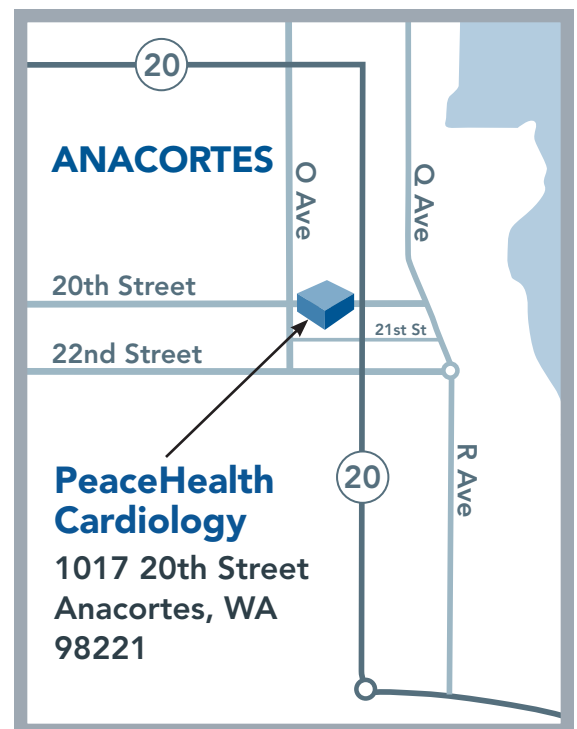 20
ANACORTES
O Ave
Q Ave
20th Street
21st St
22nd Street
R Ave
20
PeaceHealth
Cardiology
1017 20th Street
Anacortes, WA
98221